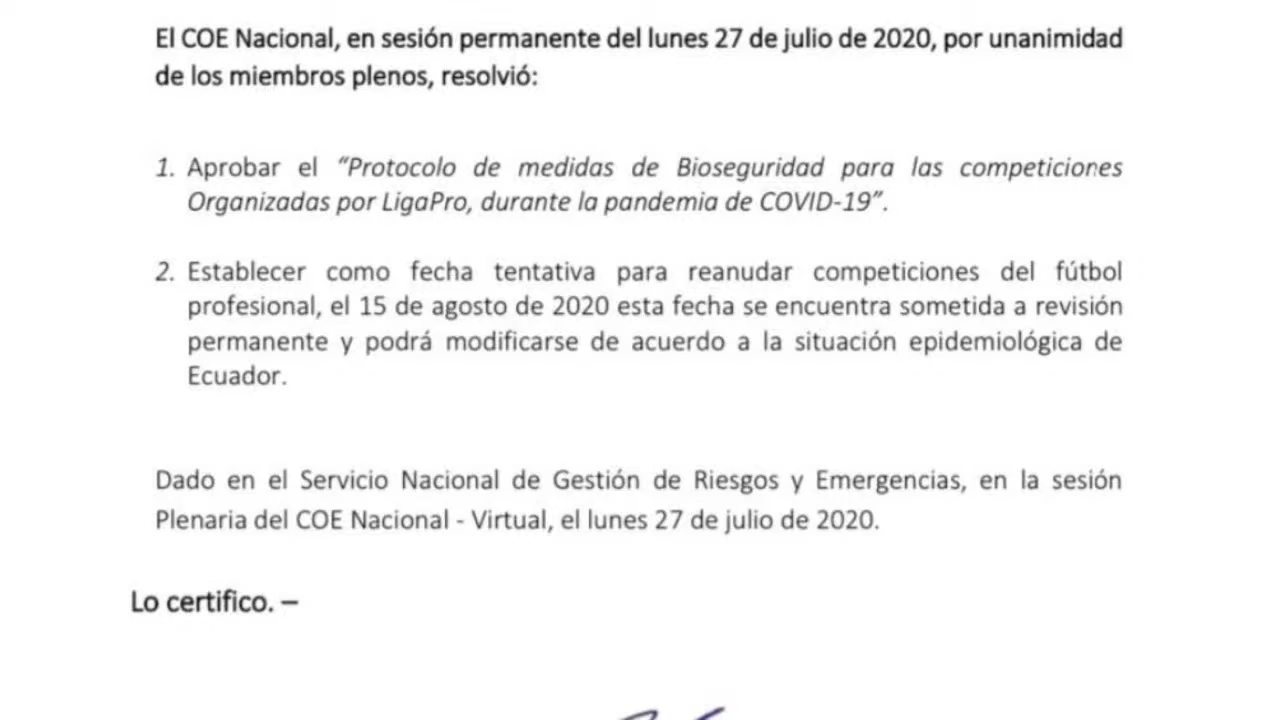 El COE Nacional, en sesión permanente del lunes 27 de julio de 2020, por unanimidad
de los miembros plenos, resolvió:
1. Aprobar el “Protocolo de medidas de Bioseguridad para las competiciones
Organizadas por LigaPro, durante la pandemia de COVID-19”.
2. Establecer como fecha tentativa para reanudar competiciones del fútbol
profesional, el 15 de agosto de 2020 esta fecha se encuentra sometida a revisión
permanente y podrá modificarse de acuerdo a la situación epidemiológica de
Ecuador.
Dado en el Servicio Nacional de Gestión de Riesgos y Emergencias, en la sesión
Plenaria del COE Nacional - Virtual, el lunes 27 de julio de 2020.
Lo certifico. –